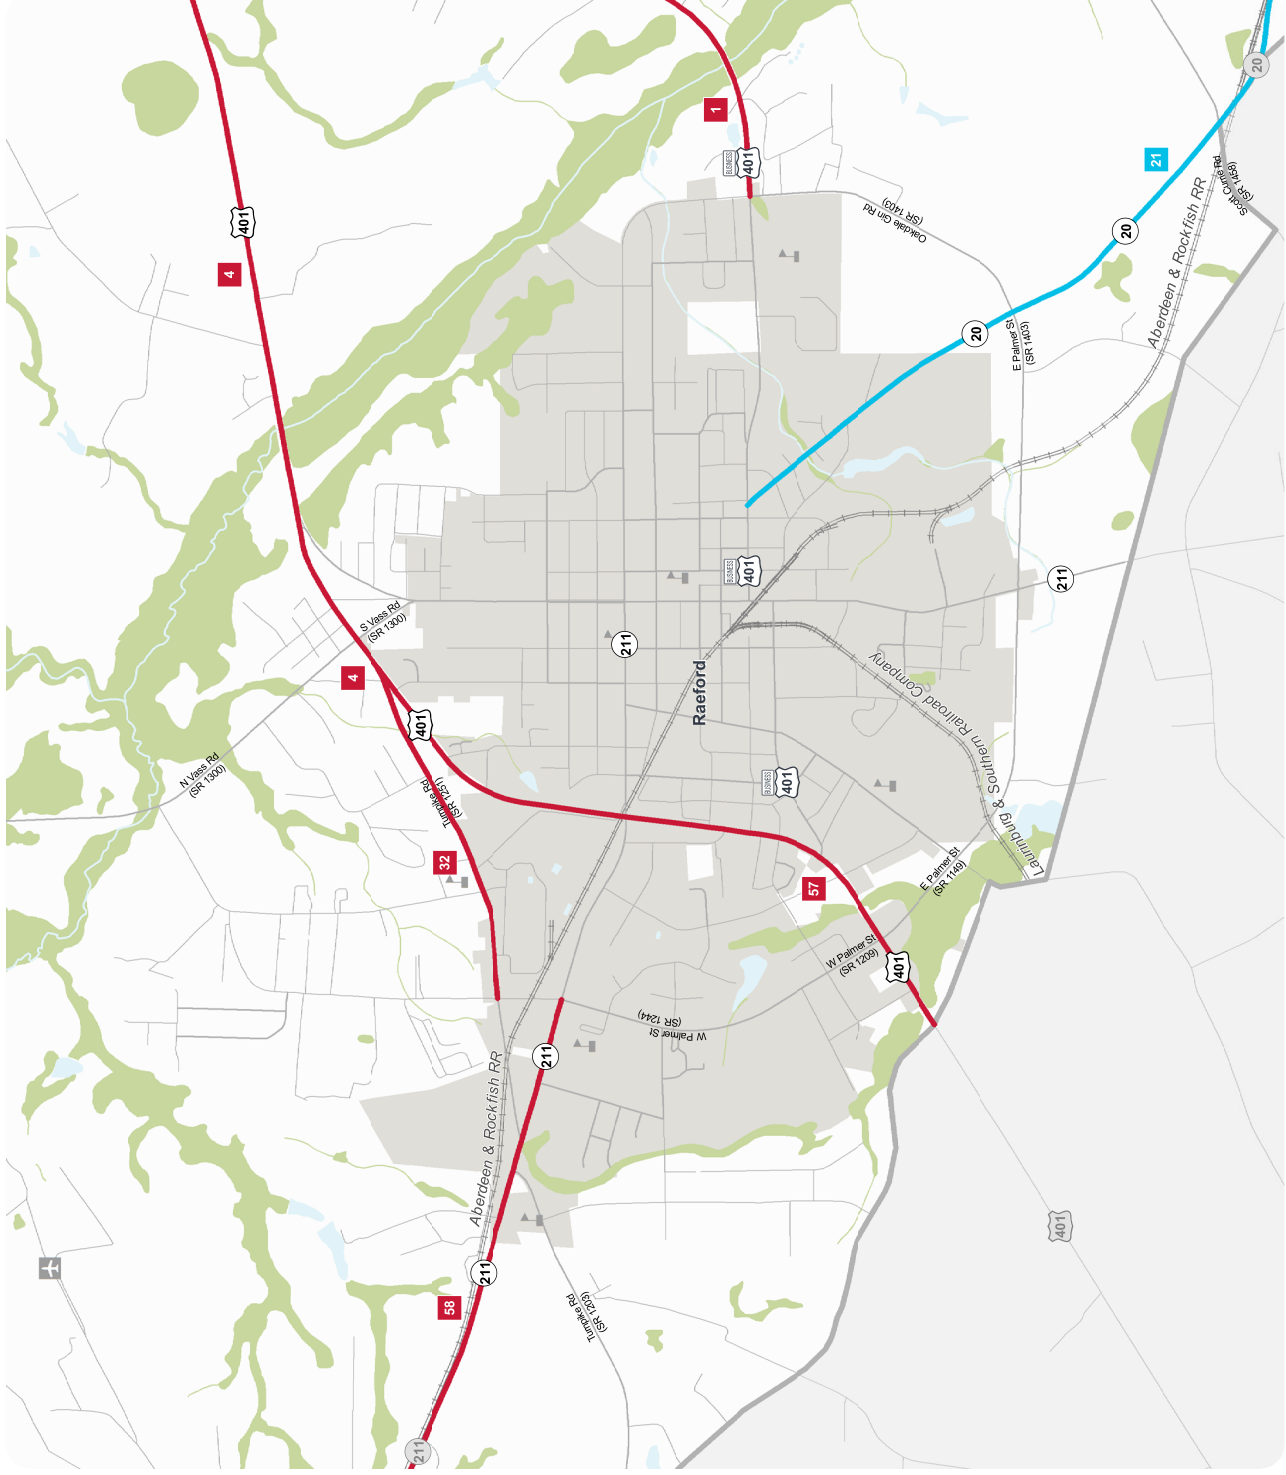 401
4
1
BUSINESS
401
20
21
Scott Currie Rd
(SR 1458)
Aberdeen & Rockfish RR
20
Oakdale Gin Rd
(SR 1403)
20
E Palmer St
(SR 1403)
BUSINESS
401
211
S Vass Rd
(SR 1300)
4
401
211
Raeford
Laurinburg & Southern Railroad Company
N Vass Rd
(SR 1300)
Turnpike Rd
(SR 1251)
BUSINESS
401
32
57
E Palmer St
(SR 1149)
W Palmer St
(SR 1209)
401
W Palmer St
(SR 1244)
211
Aberdeen & Rockfish RR
211
58
Turnpike Rd
(SR 1203)
401
211